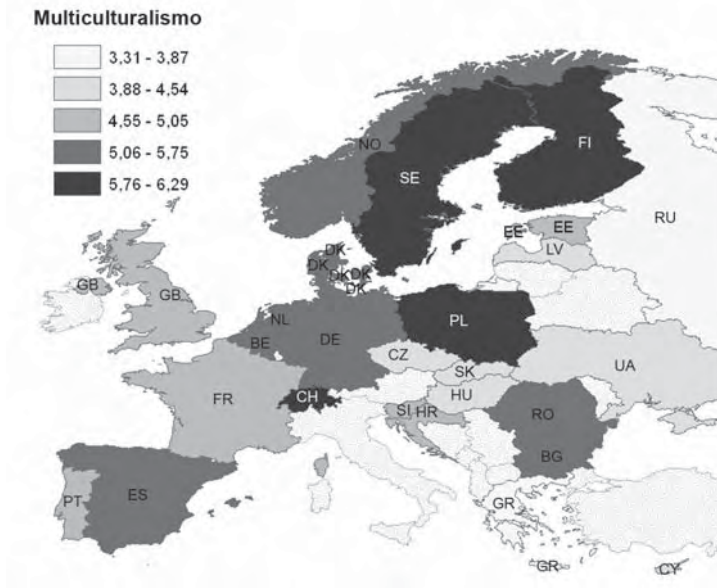 Multiculturalismo
3,31 - 3,87
3,88 - 4,54
4,55 - 5,05
5,06 - 5,75
5,76 - 6,29
NO
FI
SE
RU
EE
EE
LV
DK
DK
DK
DK
DK
GB
GB
NL
BE
DE
PL
CZ
SK
UA
FR
CH
HU
SI
HR
RO
BG
PT
ES
GR
GR
CY